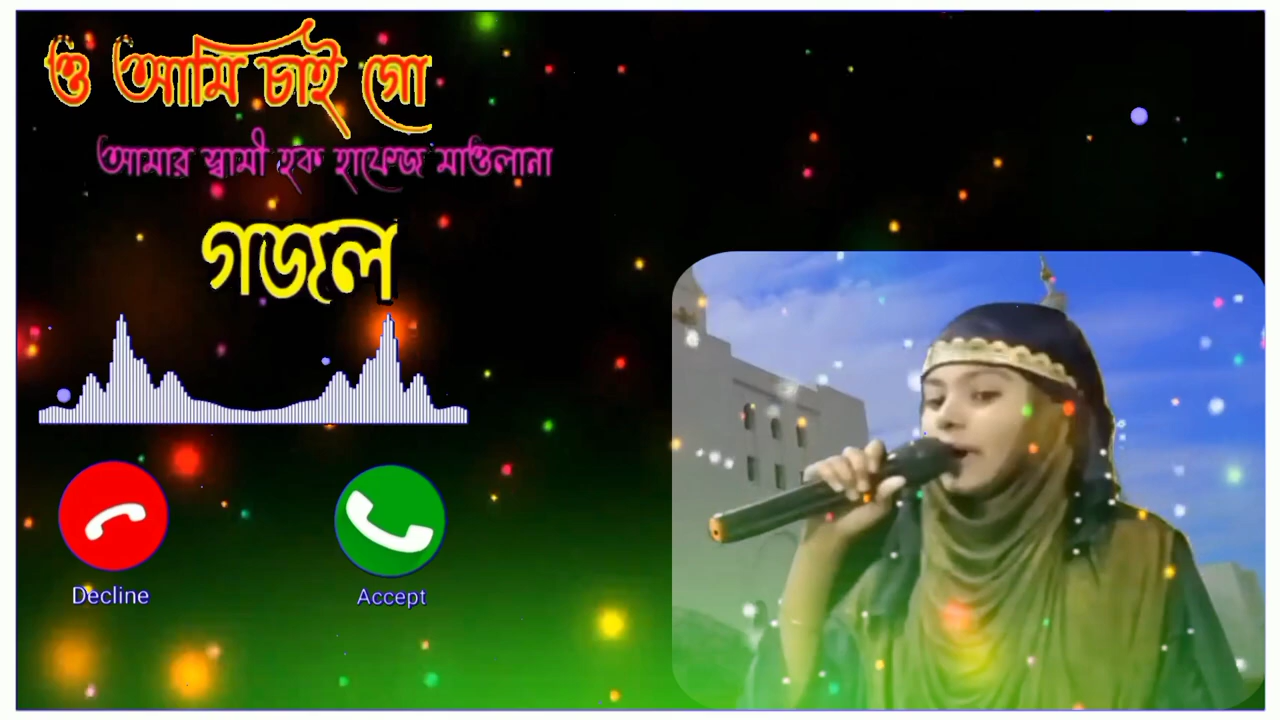 ও আমি চাই গো
আমার স্বামী হক হাফেজ মাওলানা
গজল
Decline
Accept